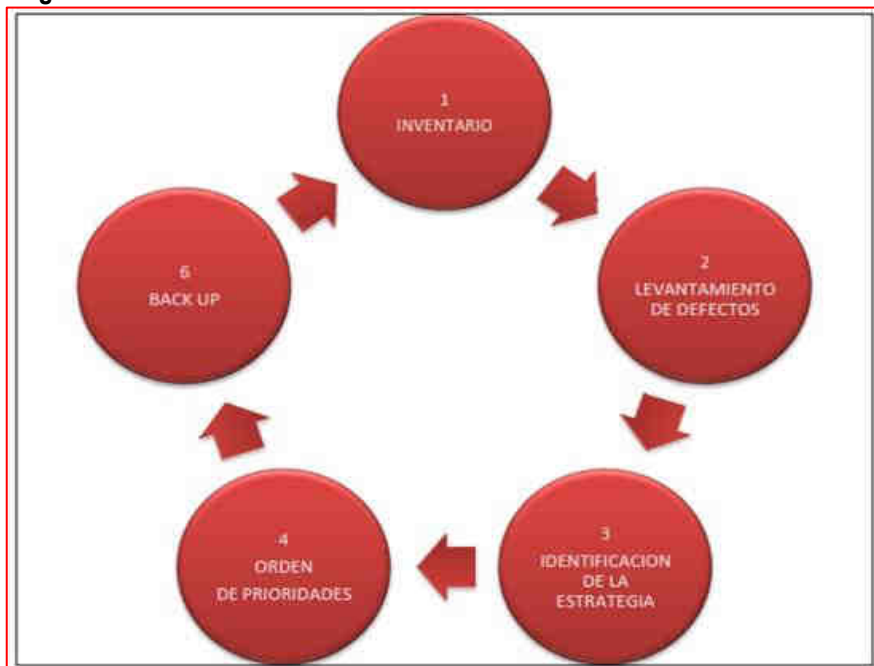 1
INVENTARIO
2
LEVANTAMIENTO
DE DEFECTOS
3
IDENTIFICACION
DE LA
ESTRATEGIA
4
ORDEN
DE PRIORIDADES
6
BACK UP